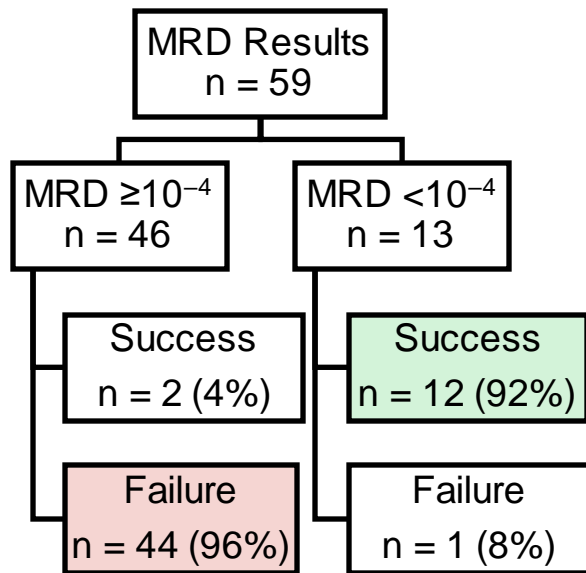 MRD Results
n = 59
MRD ≥10⁻⁴
n = 46
MRD <10⁻⁴
n = 13
Success
n = 2 (4%)
Failure
n = 44 (96%)
Success
n = 12 (92%)
Failure
n = 1 (8%)